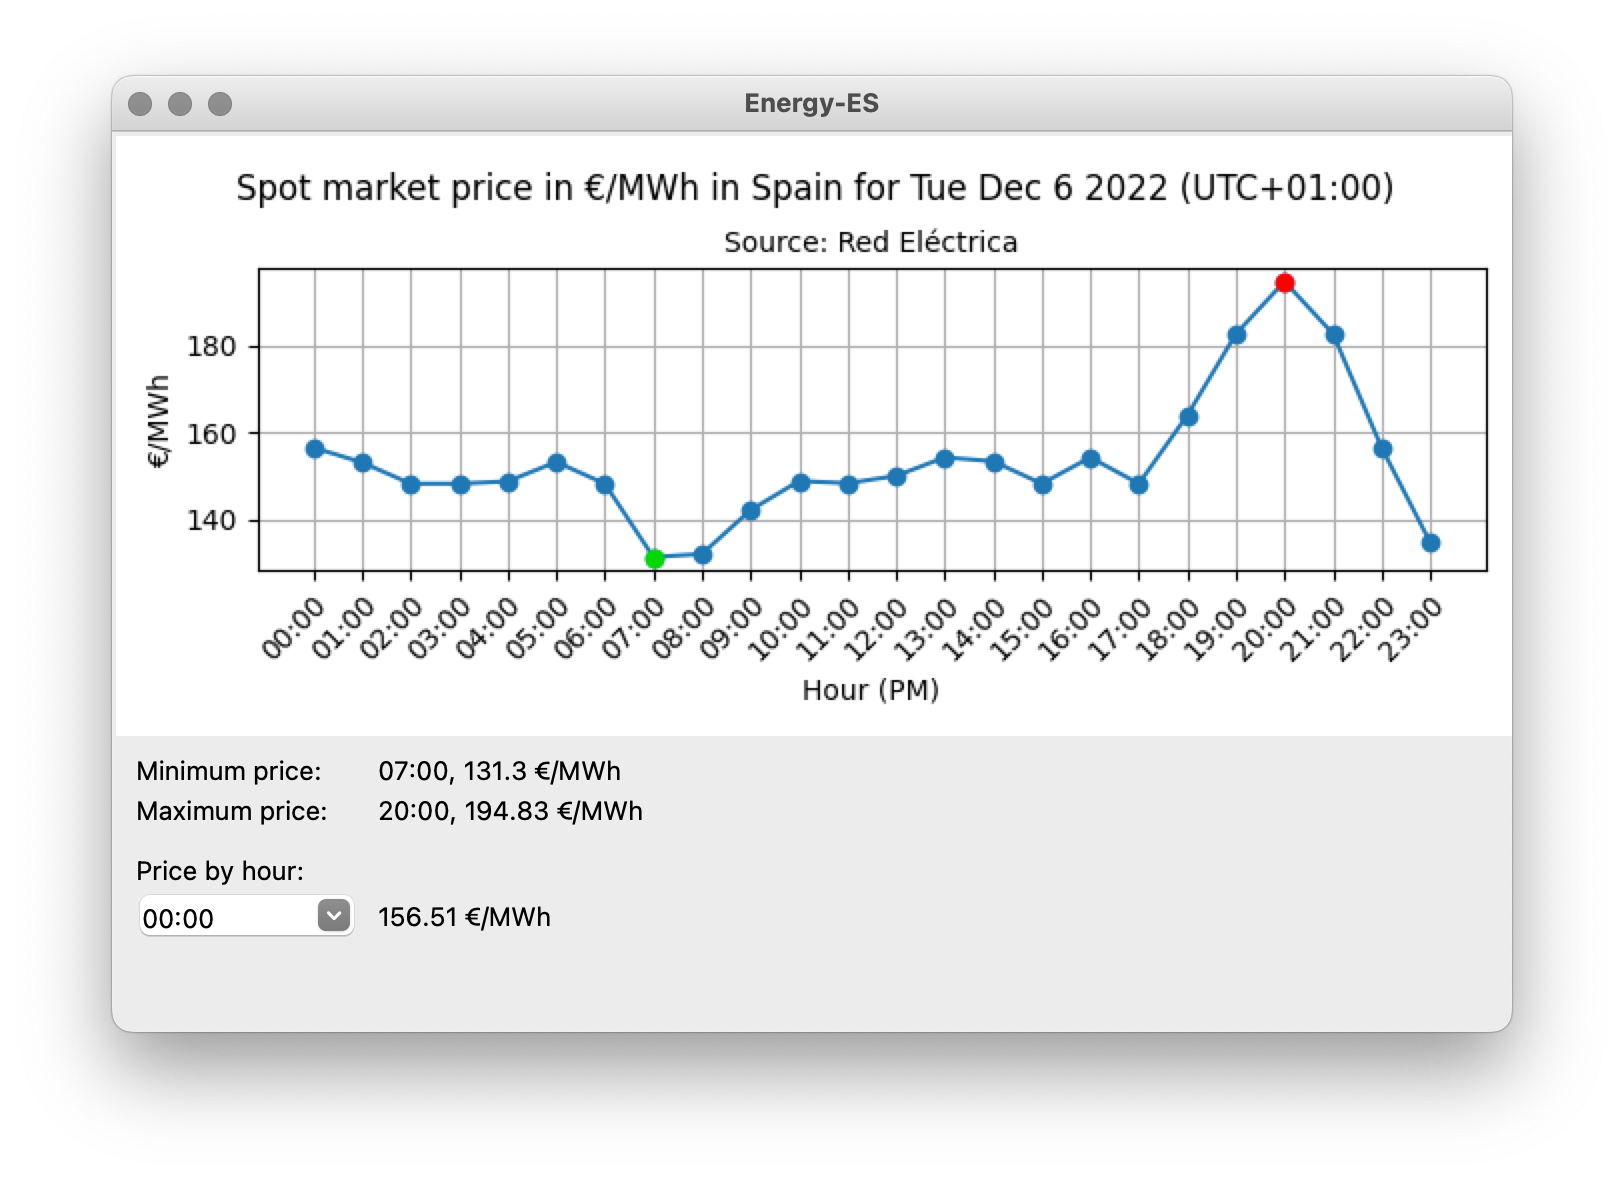 Energy-ES
Spot market price in €/MWh in Spain for Tue Dec 6 2022 (UTC+01:00)
Source: Red Eléctrica
€/MWh
180
160
140
00:00 01:00 02:00 03:00 04:00 05:00 06:00 07:00 08:00 09:00 10:00 11:00 12:00 13:00 14:00 15:00 16:00 17:00 18:00 19:00 20:00 21:00 22:00 23:00
Hour (PM)
Minimum price: 07:00, 131.3 €/MWh
Maximum price: 20:00, 194.83 €/MWh
Price by hour:
00:00 156.51 €/MWh